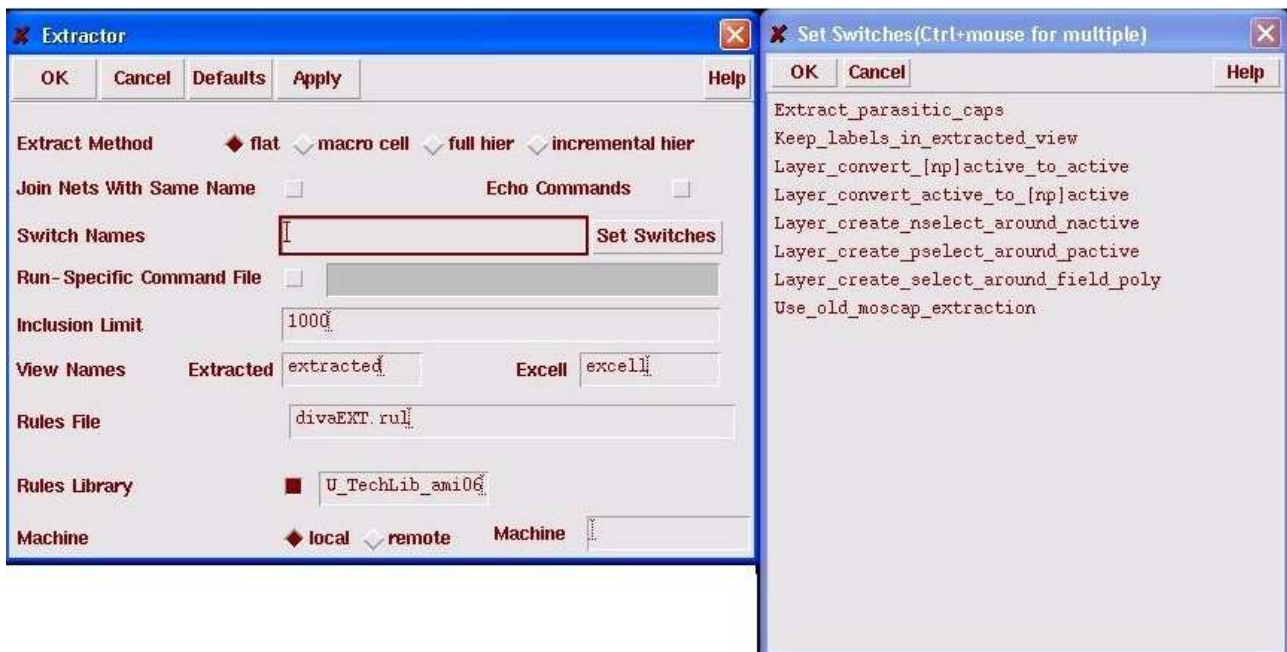 Extractor
OK Cancel Defaults Apply Help
Extract Method flat macro cell full hier incremental hier
Join Nets With Same Name Echo Commands
Switch Names Set Switches
Run-Specific Command File
Inclusion Limit 1000
View Names Extracted extracted Excell excell
Rules File divaEXT.rul
Rules Library U_TechLib_ami06
Machine local remote Machine
Set Switches(Ctrl+mouse for multiple)
OK Cancel Help
Extract_parasitic_caps
Keep_labels_in_extracted_view
Layer_convert_[np]active_to_active
Layer_convert_active_to_[np]active
Layer_create_nselect_around_nactive
Layer_create_pselect_around_pactive
Layer_create_select_around_field_poly
Use_old_moscap_extraction